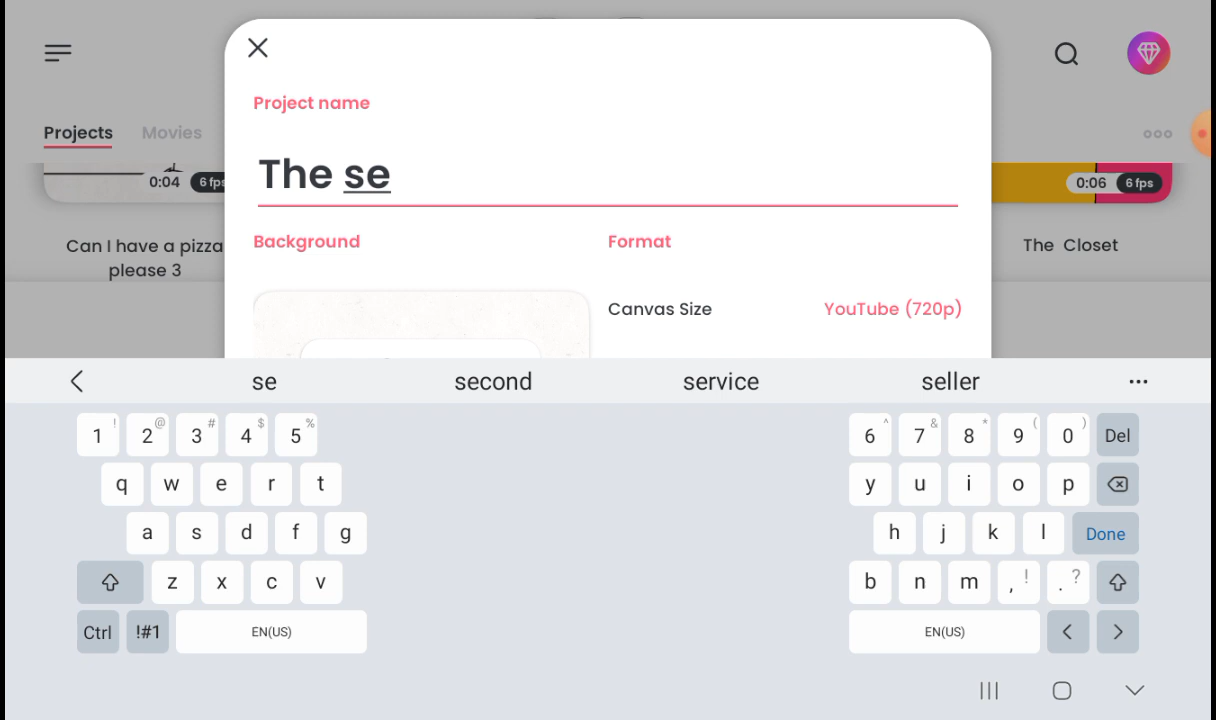 Project name
Projects
Movies
The se
0:04
6 fps
0:06
6 fps
Can I have a pizza
please 3
Background
Format
The Closet
Canvas Size
YouTube (720p)
se
second
service
seller
1 ! 2 @ 3 # 4 $ 5 % 6 ^ 7 & 8 * 9 ( 0 ) Del
q w e r t y u i o p
a s d f g h j k l Done
z x c v b n m , ! . ?
Ctrl !#1 EN(US) EN(US)